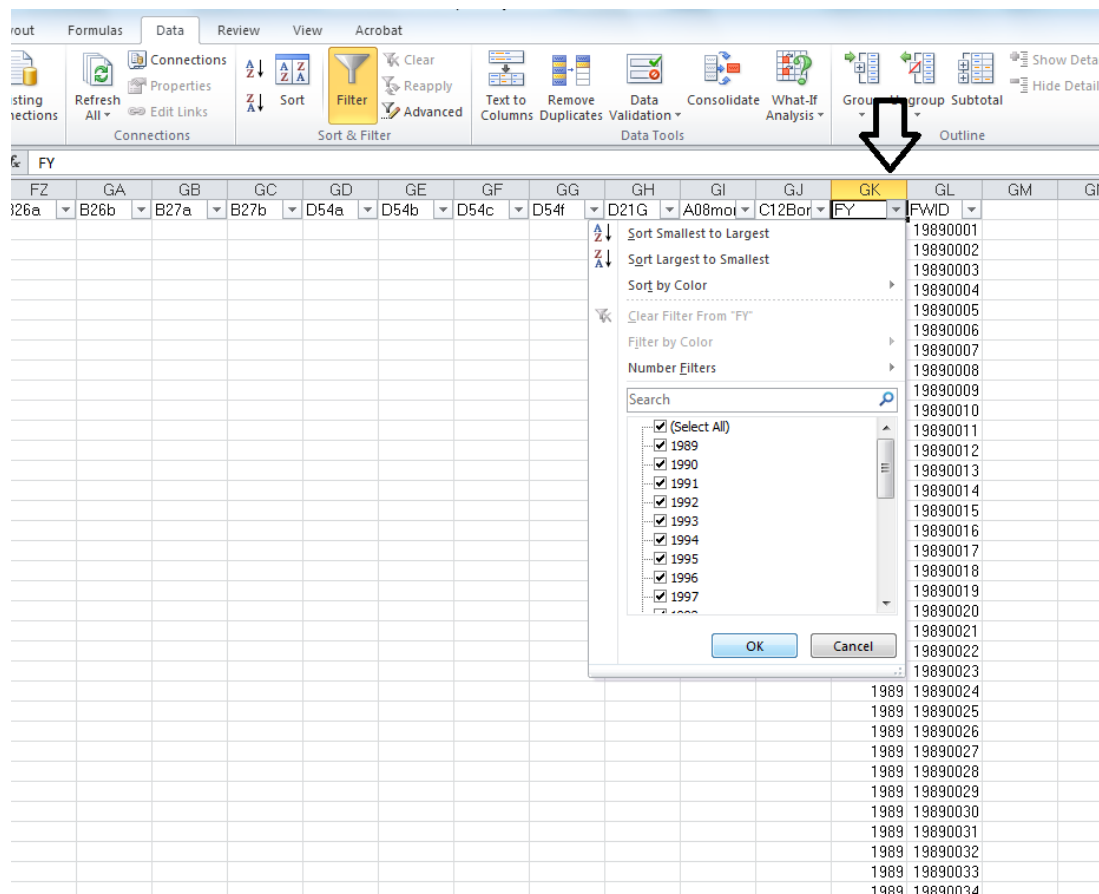 Formulas Data Review View Acrobat
Connections Properties Edit Links
Refresh All
Connections
Sort
Filter
Clear
Reapply
Advanced
Sort & Filter
Text to Columns
Remove Duplicates
Data Validation
Consolidate
What-If Analysis
Data Tools
Group
Subtotal
Outline
FY
FZ GA GB GC GD GE GF GG GH GI GJ GK GL GM
B26b B27a B27b D54a D54b D54c D54f D21G C12Bor FY FWID
Sort Smallest to Largest 19890001
Sort Largest to Smallest 19890002
19890003
Sort by Color 19890004
Clear Filter From "FY" 19890005
19890006
Filter by Color 19890007
Number Filters 19890008
Search 19890009
19890010
(Select All) 19890011
1989 19890012
1990 19890013
1991 19890014
1992 19890015
1993 19890016
1994 19890017
1995 19890018
1996 19890019
1997 19890020
19890021
OK Cancel 19890022
19890023
1989 19890024
1989 19890025
1989 19890026
1989 19890027
1989 19890028
1989 19890029
1989 19890030
1989 19890031
1989 19890032
1989 19890033
1989 19890034